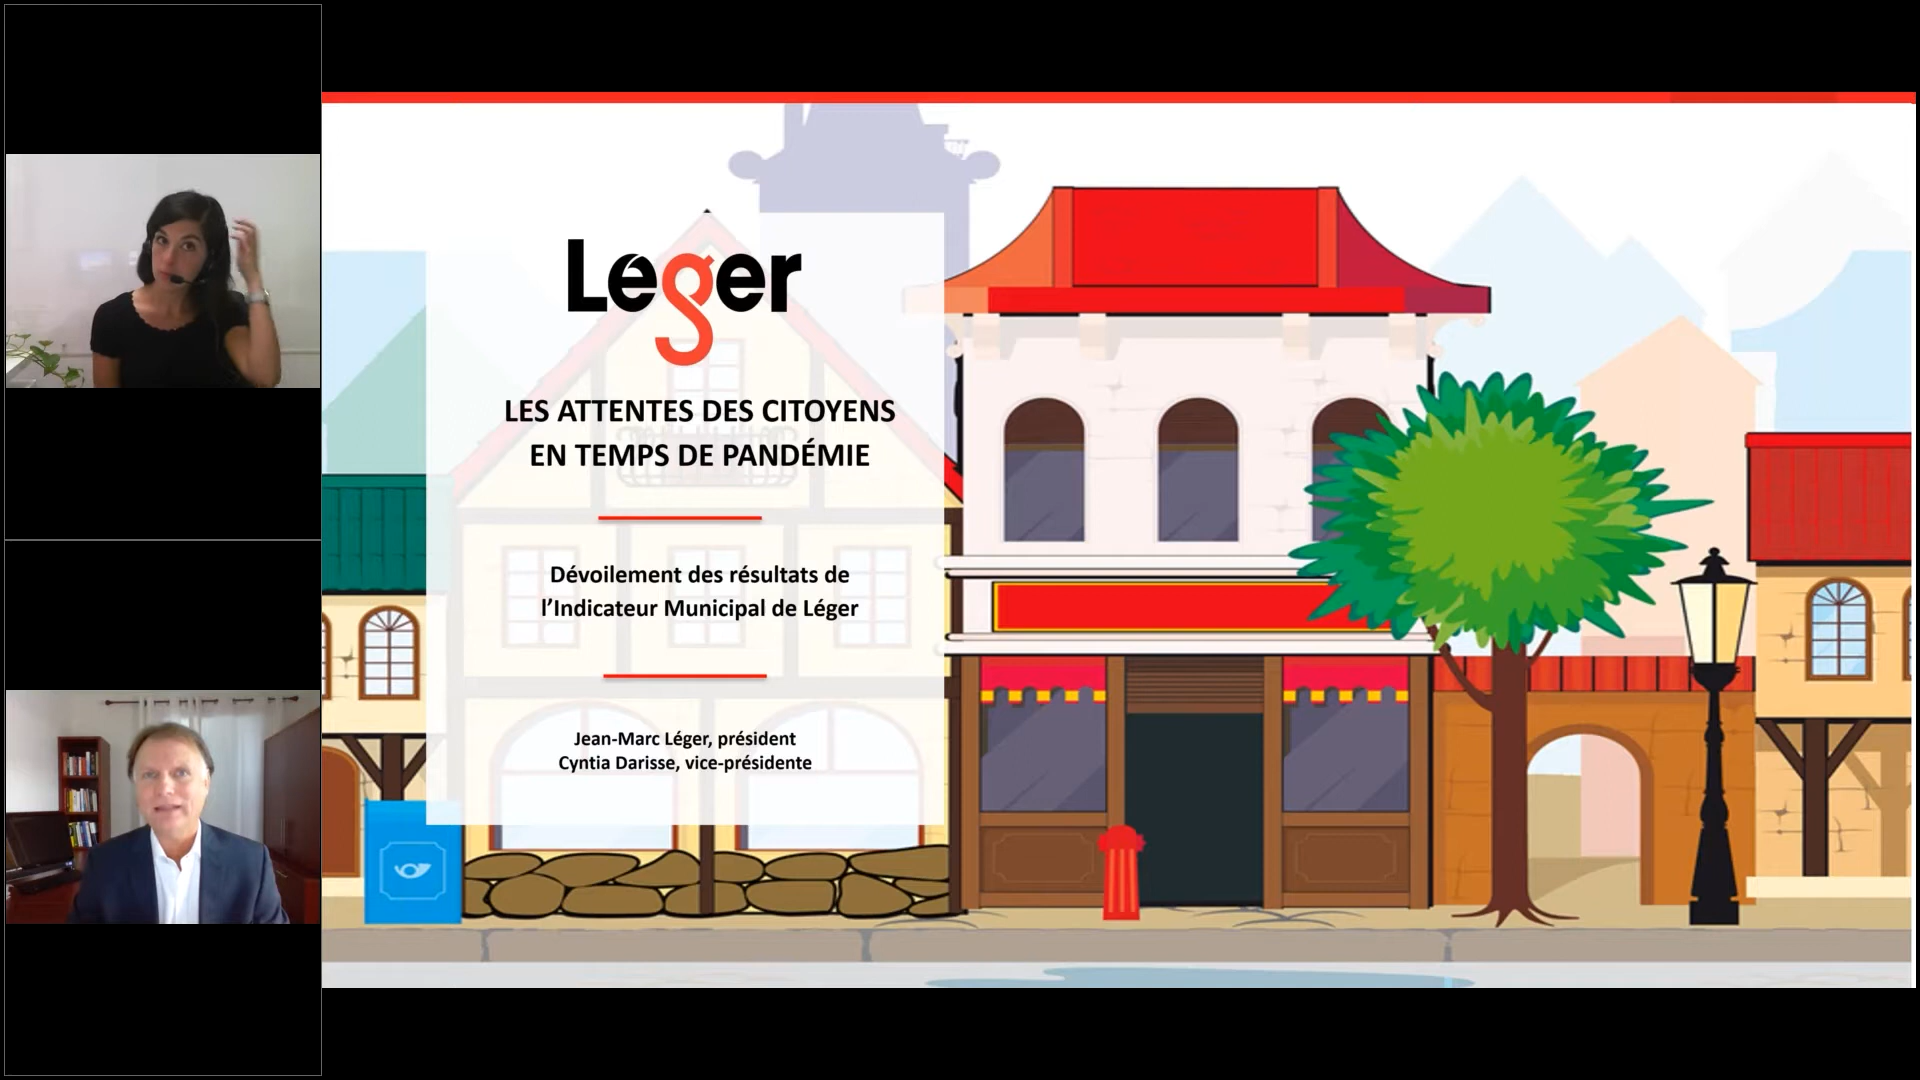 Leger
LES ATTENTES DES CITOYENS
EN TEMPS DE PANDÉMIE
Dévoilement des résultats de
l’Indicateur Municipal de Léger
Jean-Marc Léger, président
Cyntia Darisse, vice-présidente